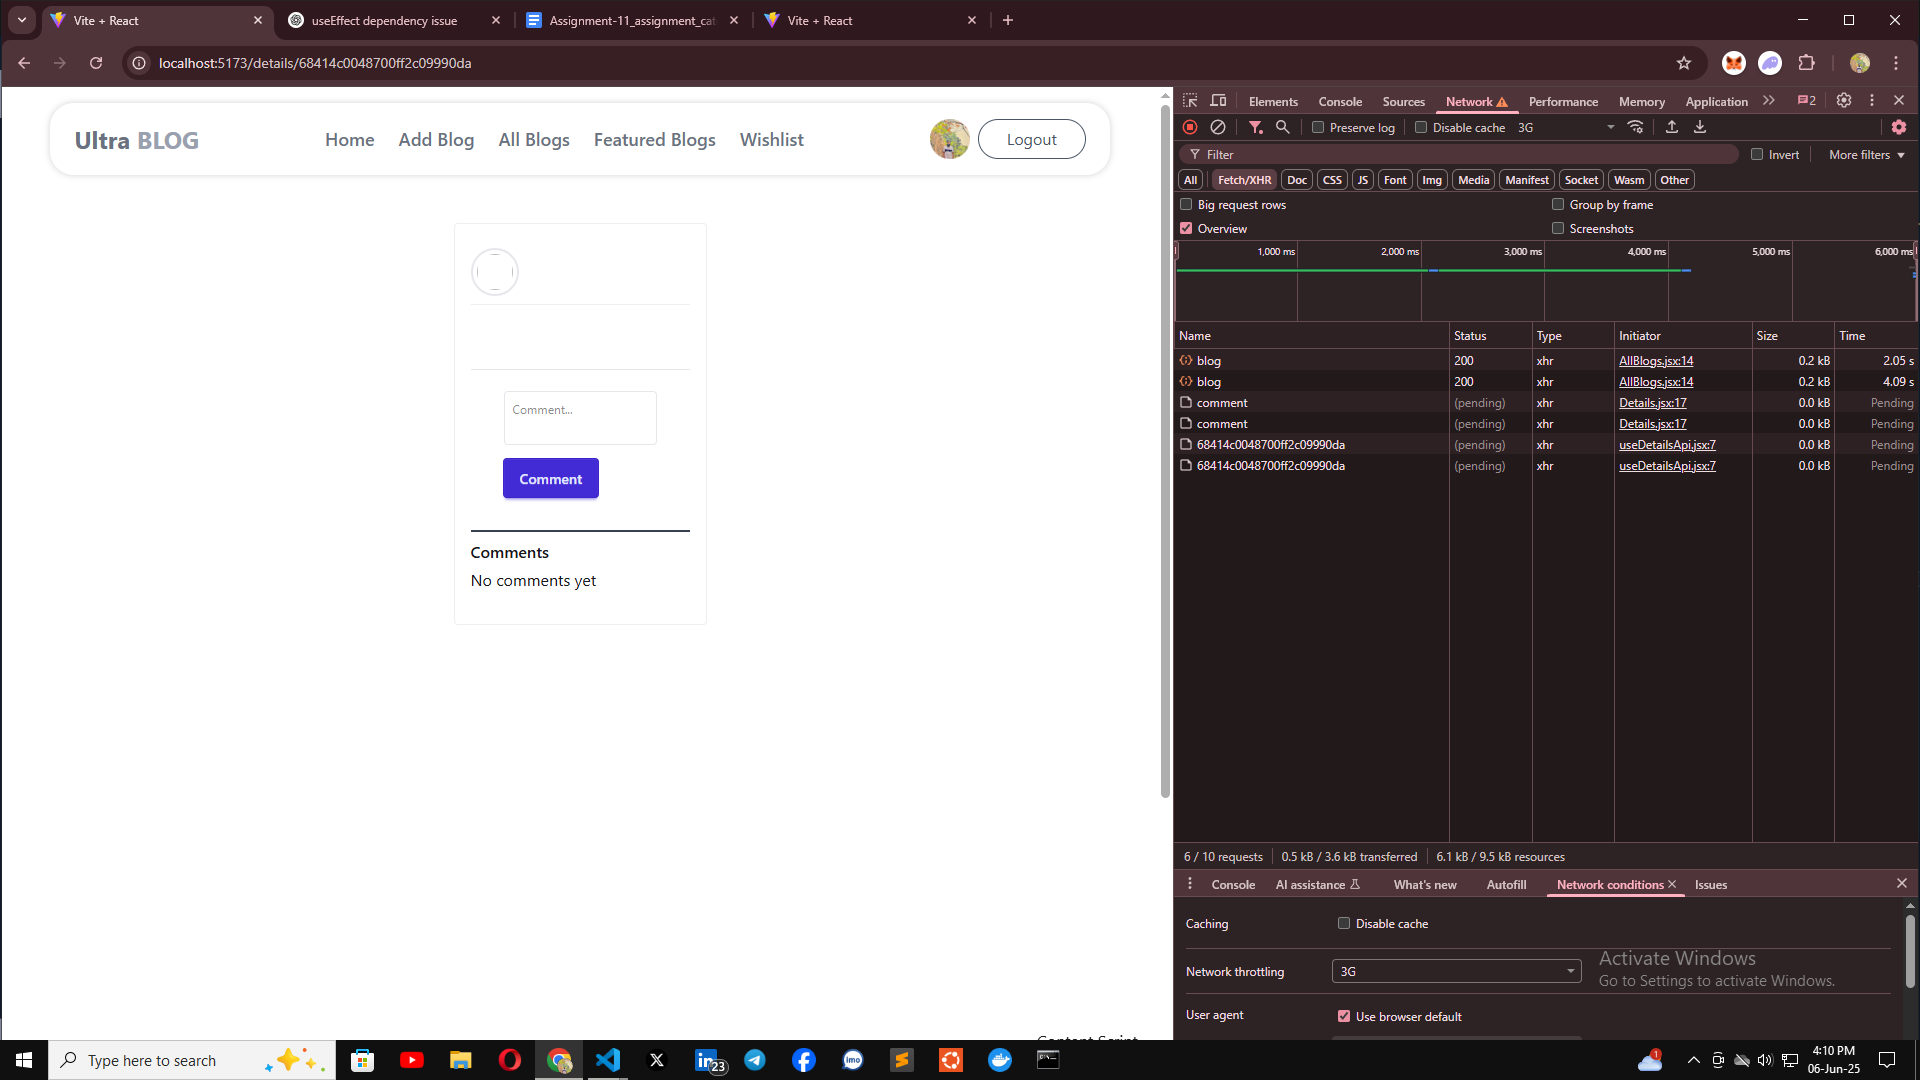 Vite + React
useEffect dependency issue
Assignment-11_assignment_cat
Vite + React
localhost:5173/details/68414c0048700ff2c09990da
Ultra BLOG
Home
Add Blog
All Blogs
Featured Blogs
Wishlist
Logout
Comment...
Comment
Comments
No comments yet
Elements
Console
Sources
Network
Performance
Memory
Application
2
Preserve log
Disable cache
3G
Filter
Invert
More filters
All
Fetch/XHR
Doc
CSS
JS
Font
Img
Media
Manifest
Socket
Wasm
Other
Big request rows
Group by frame
Overview
Screenshots
1,000 ms
2,000 ms
3,000 ms
4,000 ms
5,000 ms
6,000 ms
Name Status Type Initiator Size Time
blog 200 xhr AllBlogs.jsx:14 0.2 kB 2.05 s
blog 200 xhr AllBlogs.jsx:14 0.2 kB 4.09 s
comment (pending) xhr Details.jsx:17 0.0 kB Pending
comment (pending) xhr Details.jsx:17 0.0 kB Pending
68414c0048700ff2c09990da (pending) xhr useDetailsApi.jsx:7 0.0 kB Pending
68414c0048700ff2c09990da (pending) xhr useDetailsApi.jsx:7 0.0 kB Pending
6 / 10 requests
0.5 kB / 3.6 kB transferred
6.1 kB / 9.5 kB resources
Console
AI assistance
What's new
Autofill
Network conditions
Issues
Caching
Disable cache
Network throttling
3G
Activate Windows
Go to Settings to activate Windows.
User agent
Use browser default
Content Script
Type here to search
imo
23
1
4:10 PM
06-Jun-25